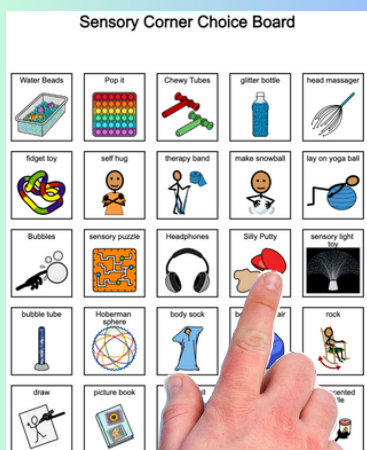 Sensory Corner Choice Board
Water Beads
Pop it
Chewy Tubes
glitter bottle
head massager
fidget toy
self hug
therapy band
make snowball
lay on yoga ball
Bubbles
sensory puzzle
Headphones
Silly Putty
sensory light
toy
bubble tube
Hoberman
sphere
body sock
rock
draw
picture book